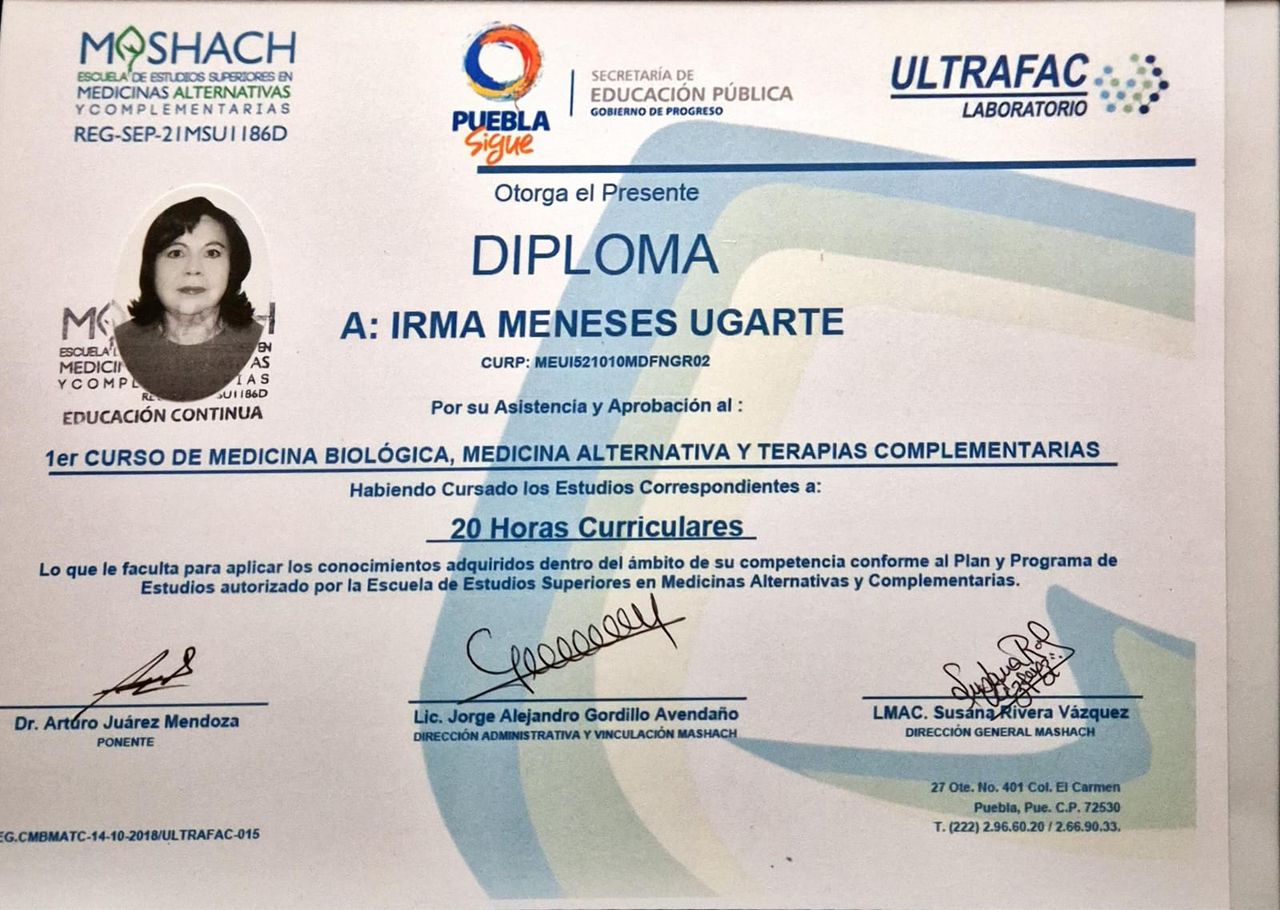 MASHACH
ESCUELA DE ESTUDIOS SUPERIORES EN
MEDICINAS ALTERNATIVAS
Y COMPLEMENTARIAS
REG-SEP-21MSU1186D
PUEBLA
Sigue
SECRETARÍA DE
EDUCACIÓN PÚBLICA
GOBIERNO DE PROGRESO
ULTRAFAC
LABORATORIO
Otorga el Presente
DIPLOMA
A: IRMA MENESES UGARTE
CURP: MEUI521010MDFNGR02
EDUCACIÓN CONTINUA
Por su Asistencia y Aprobación al :
1er CURSO DE MEDICINA BIOLÓGICA, MEDICINA ALTERNATIVA Y TERAPIAS COMPLEMENTARIAS
Habiendo Cursado los Estudios Correspondientes a:
20 Horas Curriculares
Lo que le faculta para aplicar los conocimientos adquiridos dentro del ámbito de su competencia conforme al Plan y Programa de
Estudios autorizado por la Escuela de Estudios Superiores en Medicinas Alternativas y Complementarias.
Dr. Arturo Juárez Mendoza
PONENTE
Lic. Jorge Alejandro Gordillo Avendaño
DIRECCIÓN ADMINISTRATIVA Y VINCULACIÓN MASHACH
LMAC. Susana Rivera Vázquez
DIRECCIÓN GENERAL MASHACH
27 Ote. No. 401 Col. El Carmen
Puebla, Pue. C.P. 72530
T. (222) 2.96.60.20 / 2.66.90.33.
EG.CMBMATC-14-10-2018/ULTRAFAC-015